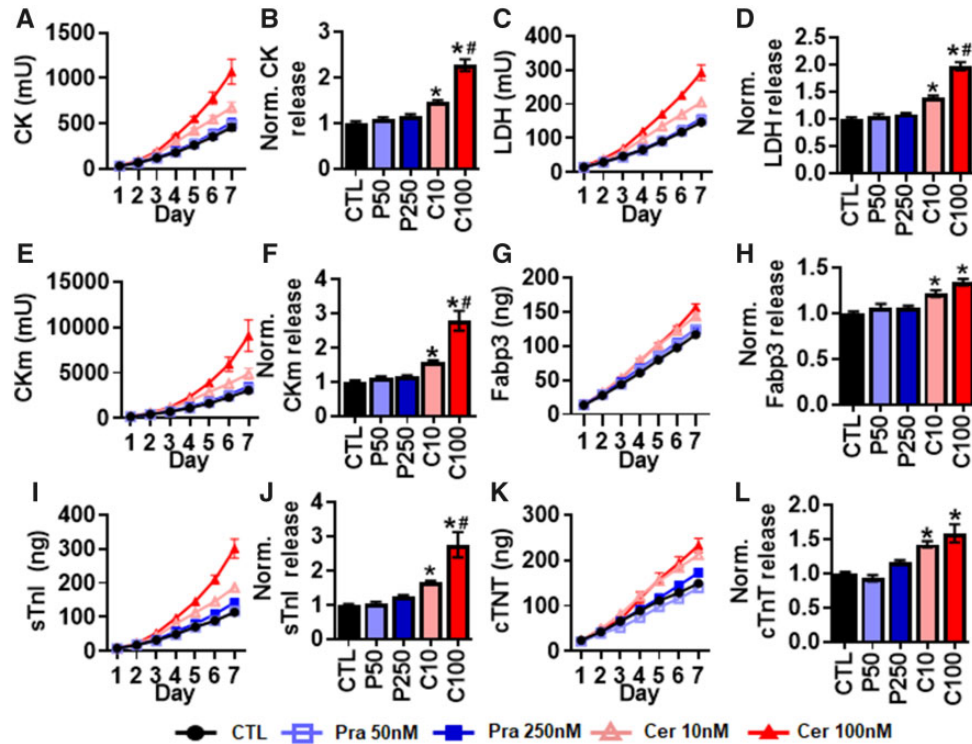 A
CK (mU)
1500
1000
500
0
1 2 3 4 5 6 7
Day
B
Norm. CK
release
3
2
1
0
*
*#
CTL
P50
P250
C10
C100
C
LDH (mU)
400
300
200
100
0
1 2 3 4 5 6 7
Day
D
Norm.
LDH release
2.5
2.0
1.5
1.0
0.5
0.0
*
*#
CTL
P50
P250
C10
C100
E
CKm (mU)
15000
10000
5000
0
1 2 3 4 5 6 7
Day
F
Norm.
CKm release
4
3
2
1
0
*
*#
CTL
P50
P250
C10
C100
G
Fabp3 (ng)
200
150
100
50
0
1 2 3 4 5 6 7
Day
H
Norm.
Fabp3 release
1.5
1.0
0.5
0.0
*
*
CTL
P50
P250
C10
C100
I
sTnI (ng)
400
300
200
100
0
1 2 3 4 5 6 7
Day
J
Norm.
sTnI release
4
3
2
1
0
*
*#
CTL
P50
P250
C10
C100
K
cTNT (ng)
300
200
100
0
1 2 3 4 5 6 7
Day
L
Norm.
cTnT release
2.0
1.5
1.0
0.5
0.0
*
*
CTL
P50
P250
C10
C100
CTL Pra 50nM Pra 250nM Cer 10nM Cer 100nM